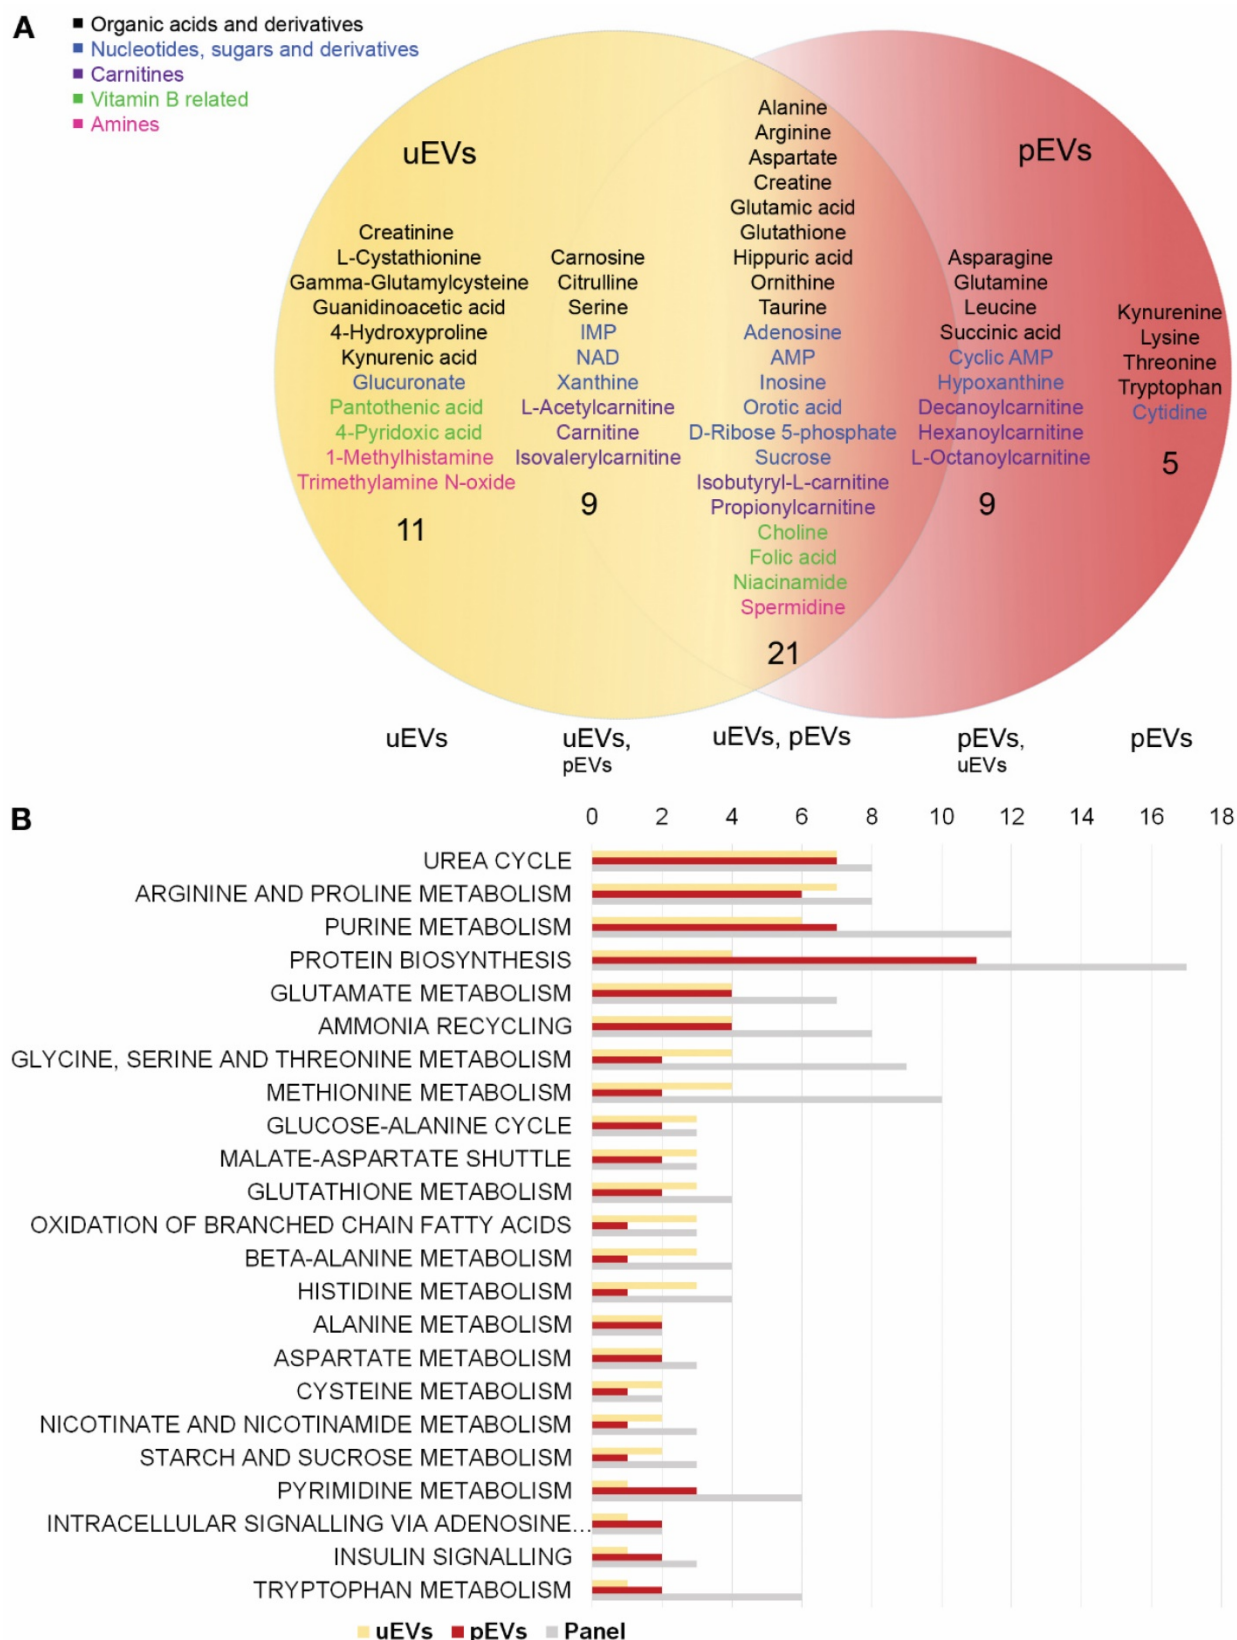 A
Organic acids and derivatives
Nucleotides, sugars and derivatives
Carnitines
Vitamin B related
Amines
uEVs
pEVs
Creatinine
L-Cystathionine
Gamma-Glutamylcysteine
Guanidinoacetic acid
4-Hydroxyproline
Kynurenic acid
Glucuronate
Pantothenic acid
4-Pyridoxic acid
1-Methylhistamine
Trimethylamine N-oxide
11
Carnosine
Citrulline
Serine
IMP
NAD
Xanthine
L-Acetylcarnitine
Carnitine
Isovalerylcarnitine
9
Alanine
Arginine
Aspartate
Creatine
Glutamic acid
Glutathione
Hippuric acid
Ornithine
Taurine
Adenosine
AMP
Inosine
Orotic acid
D-Ribose 5-phosphate
Sucrose
Isobutyryl-L-carnitine
Propionylcarnitine
Choline
Folic acid
Niacinamide
Spermidine
21
Asparagine
Glutamine
Leucine
Succinic acid
Cyclic AMP
Hypoxanthine
Decanoylcarnitine
Hexanoylcarnitine
L-Octanoylcarnitine
9
Kynurenine
Lysine
Threonine
Tryptophan
Cytidine
5
uEVs
uEVs,
pEVs
uEVs, pEVs
pEVs,
uEVs
pEVs
B
0 2 4 6 8 10 12 14 16 18
UREA CYCLE
ARGININE AND PROLINE METABOLISM
PURINE METABOLISM
PROTEIN BIOSYNTHESIS
GLUTAMATE METABOLISM
AMMONIA RECYCLING
GLYCINE, SERINE AND THREONINE METABOLISM
METHIONINE METABOLISM
GLUCOSE-ALANINE CYCLE
MALATE-ASPARTATE SHUTTLE
GLUTATHIONE METABOLISM
OXIDATION OF BRANCHED CHAIN FATTY ACIDS
BETA-ALANINE METABOLISM
HISTIDINE METABOLISM
ALANINE METABOLISM
ASPARTATE METABOLISM
CYSTEINE METABOLISM
NICOTINATE AND NICOTINAMIDE METABOLISM
STARCH AND SUCROSE METABOLISM
PYRIMIDINE METABOLISM
INTRACELLULAR SIGNALLING VIA ADENOSINE...
INSULIN SIGNALLING
TRYPTOPHAN METABOLISM
uEVs pEVs Panel